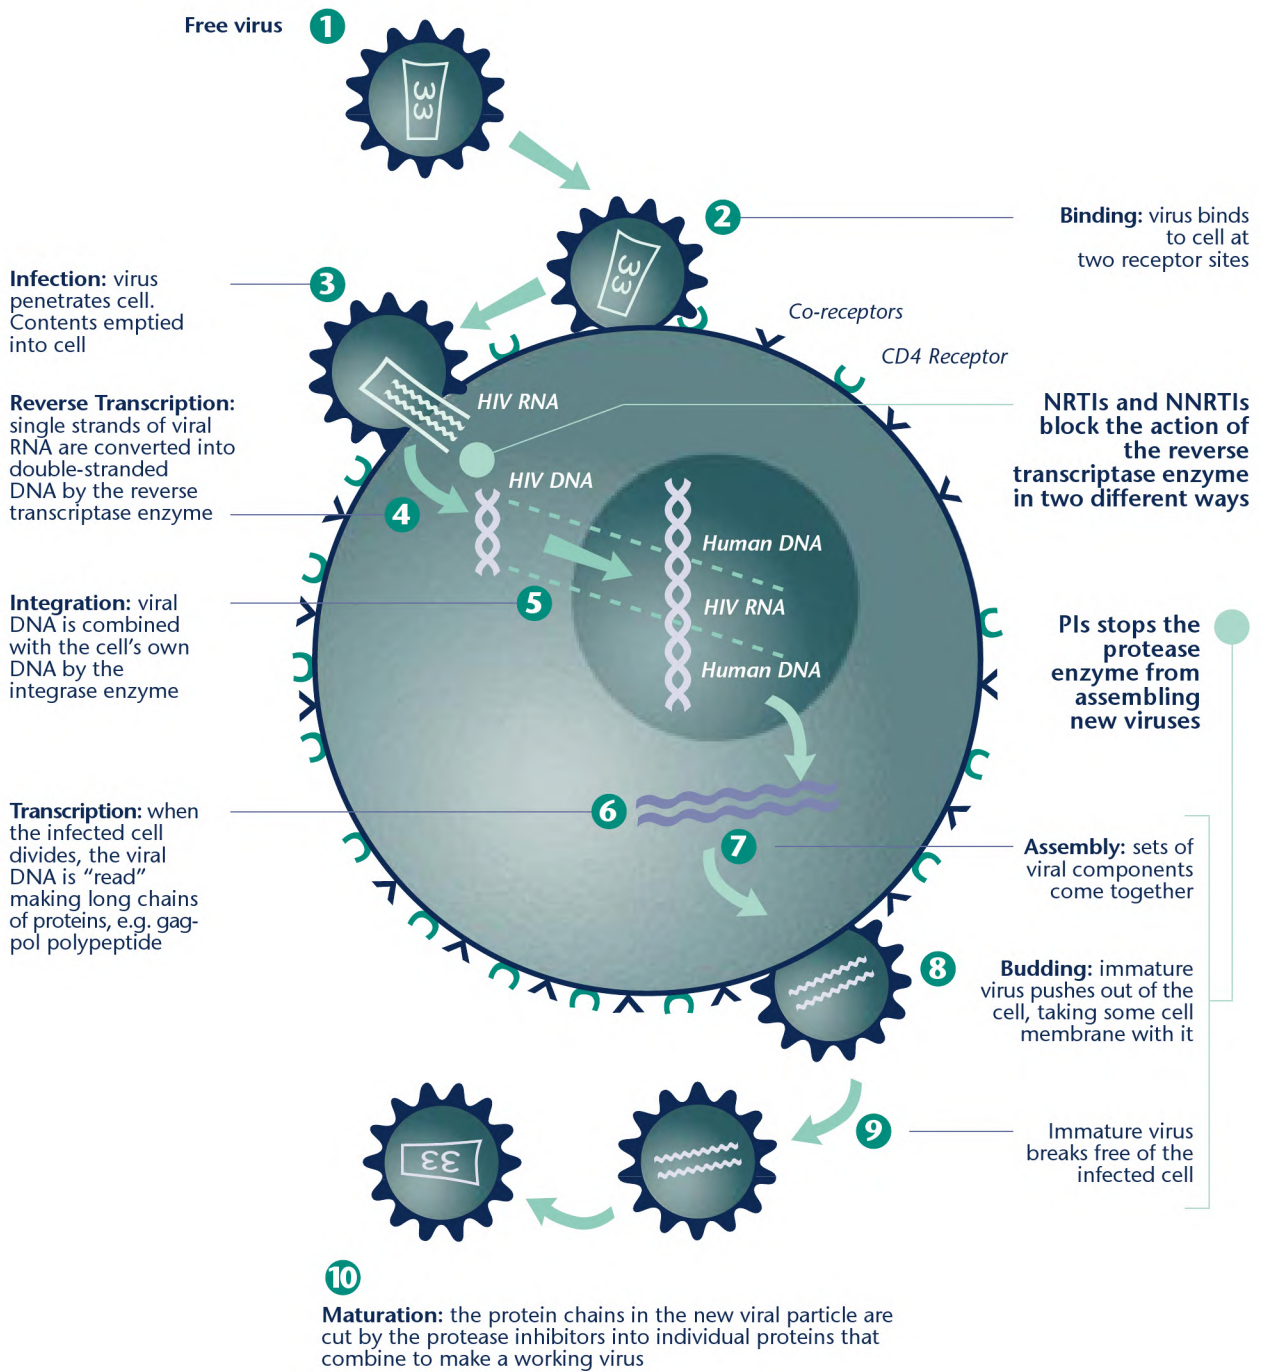 Free virus
1
33
2
Binding: virus binds
to cell at
two receptor sites
33
Infection: virus
penetrates cell.
Contents emptied
into cell
3
Co-receptors
CD4 Receptor
HIV RNA
Reverse Transcription:
single strands of viral
RNA are converted into
double-stranded
DNA by the reverse
transcriptase enzyme
4
NRTIs and NNRTIs
block the action of
the reverse
transcriptase enzyme
in two different ways
HIV DNA
Human DNA
HIV RNA
Human DNA
Integration: viral
DNA is combined
with the cell's own
DNA by the
integrase enzyme
5
PIs stops the
protease
enzyme from
assembling
new viruses
Transcription: when
the infected cell
divides, the viral
DNA is “read”
making long chains
of proteins, e.g. gag-
pol polypeptide
6
7
Assembly: sets of
viral components
come together
8
Budding: immature
virus pushes out of the
cell, taking some cell
membrane with it
9
Immature virus
breaks free of the
infected cell
33
10
Maturation: the protein chains in the new viral particle are
cut by the protease inhibitors into individual proteins that
combine to make a working virus